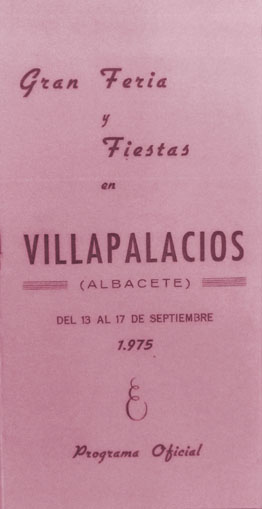 Gran Feria
y
Fiestas
en
VILLAPALACIOS
(ALBACETE)
DEL 13 AL 17 DE SEPTIEMBRE
1.975
Programa Oficial